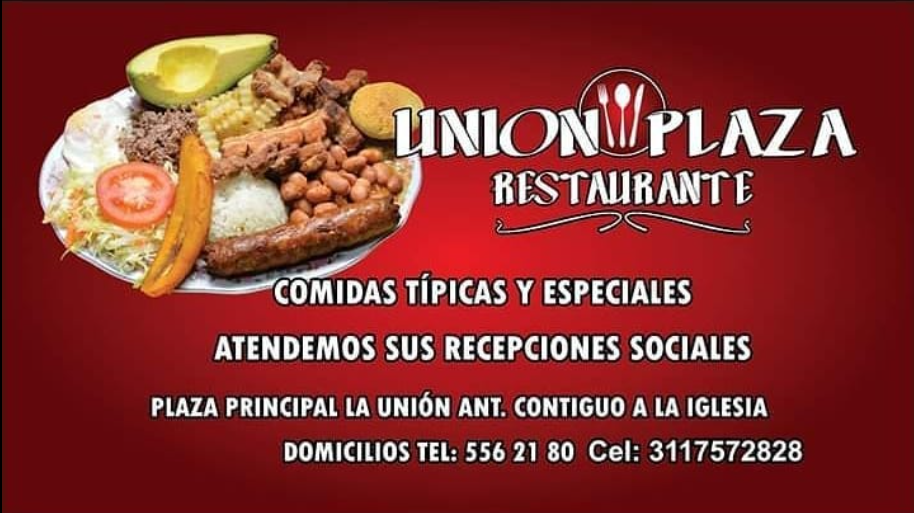 UNION PLAZA
RESTAURANTE
COMIDAS TÍPICAS Y ESPECIALES
ATENDEMOS SUS RECEPCIONES SOCIALES
PLAZA PRINCIPAL LA UNIÓN ANT. CONTIGUO A LA IGLESIA
DOMICILIOS TEL: 556 21 80 Cel: 3117572828